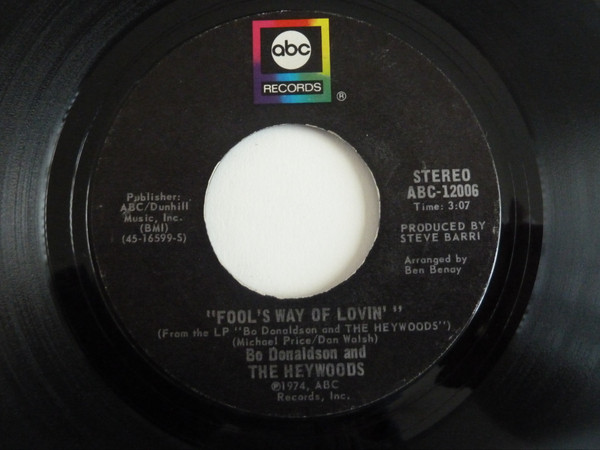 abc
RECORDS
®
Publisher:
ABC/Dunhill
Music, Inc.
(BMI)
(45-16599-S)
STEREO
ABC-12006
Time: 3:07
PRODUCED BY
STEVE BARRI
Arranged by
Ben Benay
"FOOL'S WAY OF LOVIN' "
(From the LP "Bo Donaldson and THE HEYWOODS")
(Michael Price/Dan Walsh)
Bo Donaldson and
THE HEYWOODS
℗1974, ABC
Records, Inc.